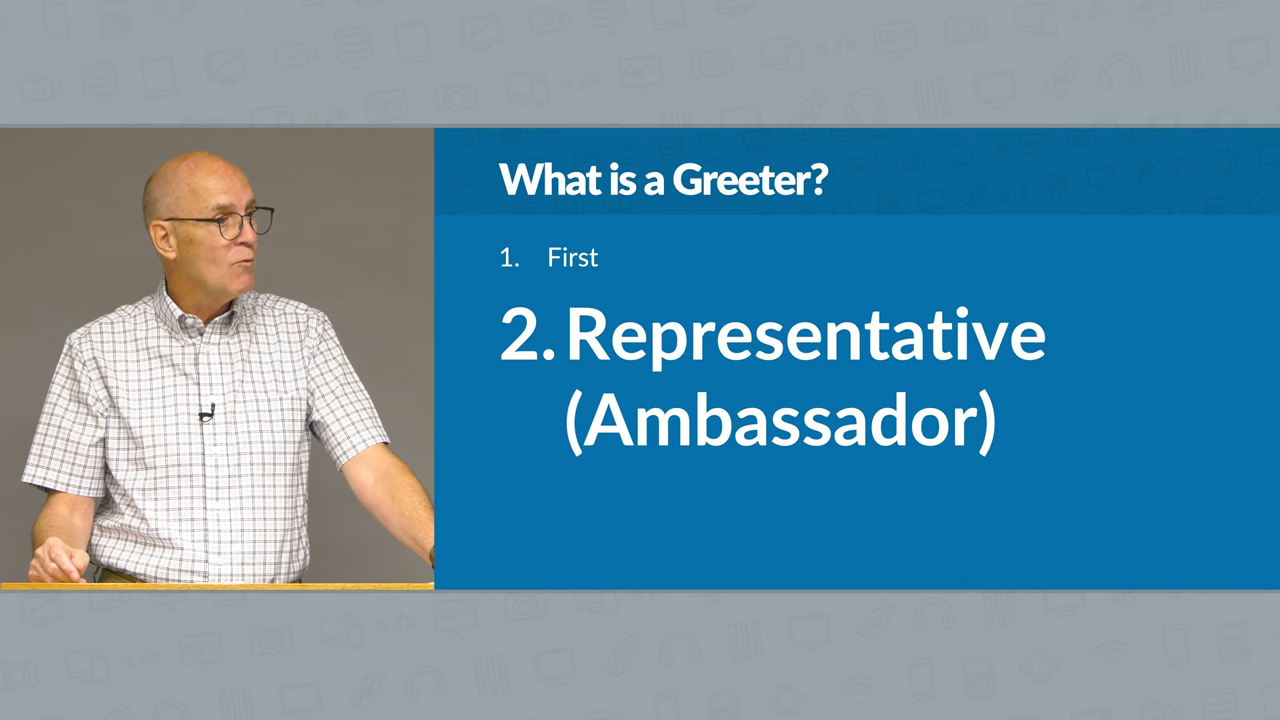 What is a Greeter?
1. First
2. Representative
(Ambassador)